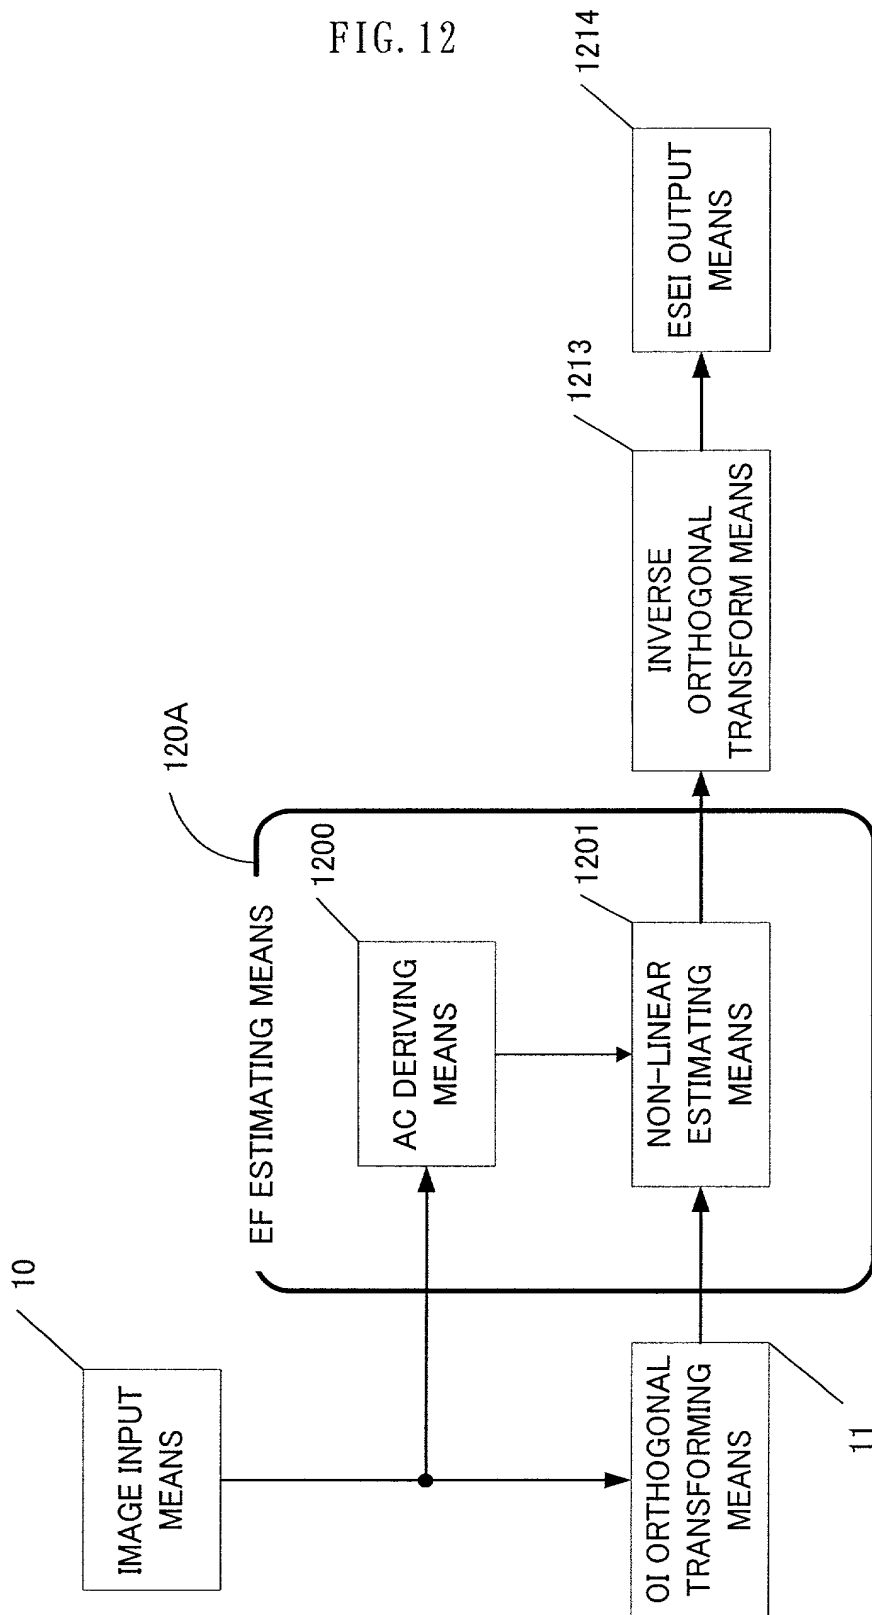 FIG. 12
10
IMAGE INPUT
MEANS
OI ORTHOGONAL
TRANSFORMING
MEANS
11
120A
EF ESTIMATING MEANS
1200
AC DERIVING
MEANS
1201
NON-LINEAR
ESTIMATING
MEANS
1213
INVERSE
ORTHOGONAL
TRANSFORM MEANS
1214
ESEI OUTPUT
MEANS